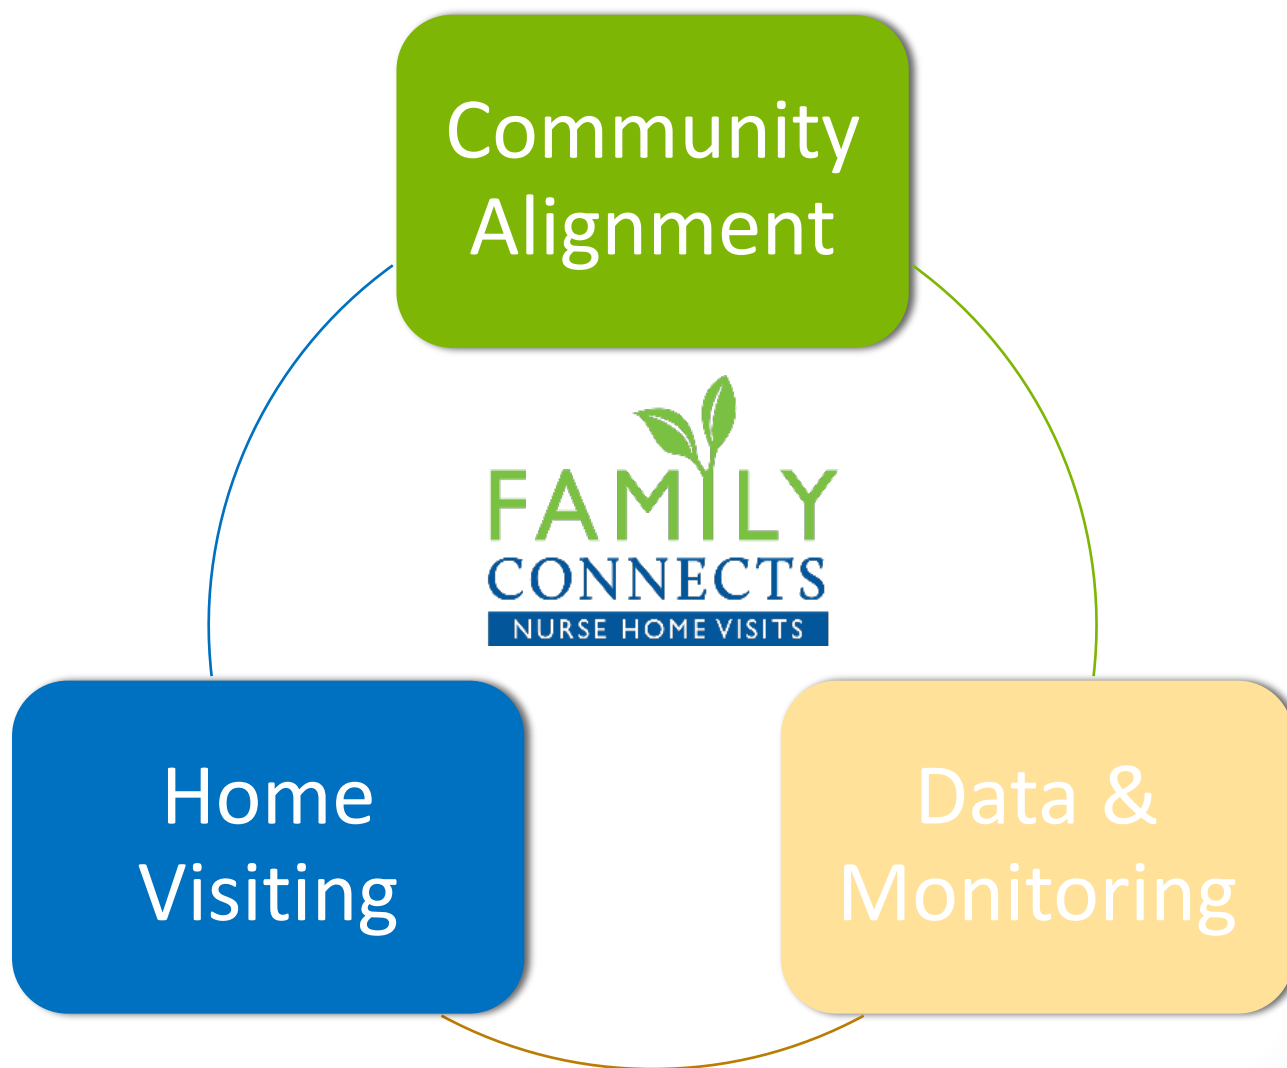 Community
Alignment
FAMILY
CONNECTS
NURSE HOME VISITS
Home
Visiting
Data &
Monitoring